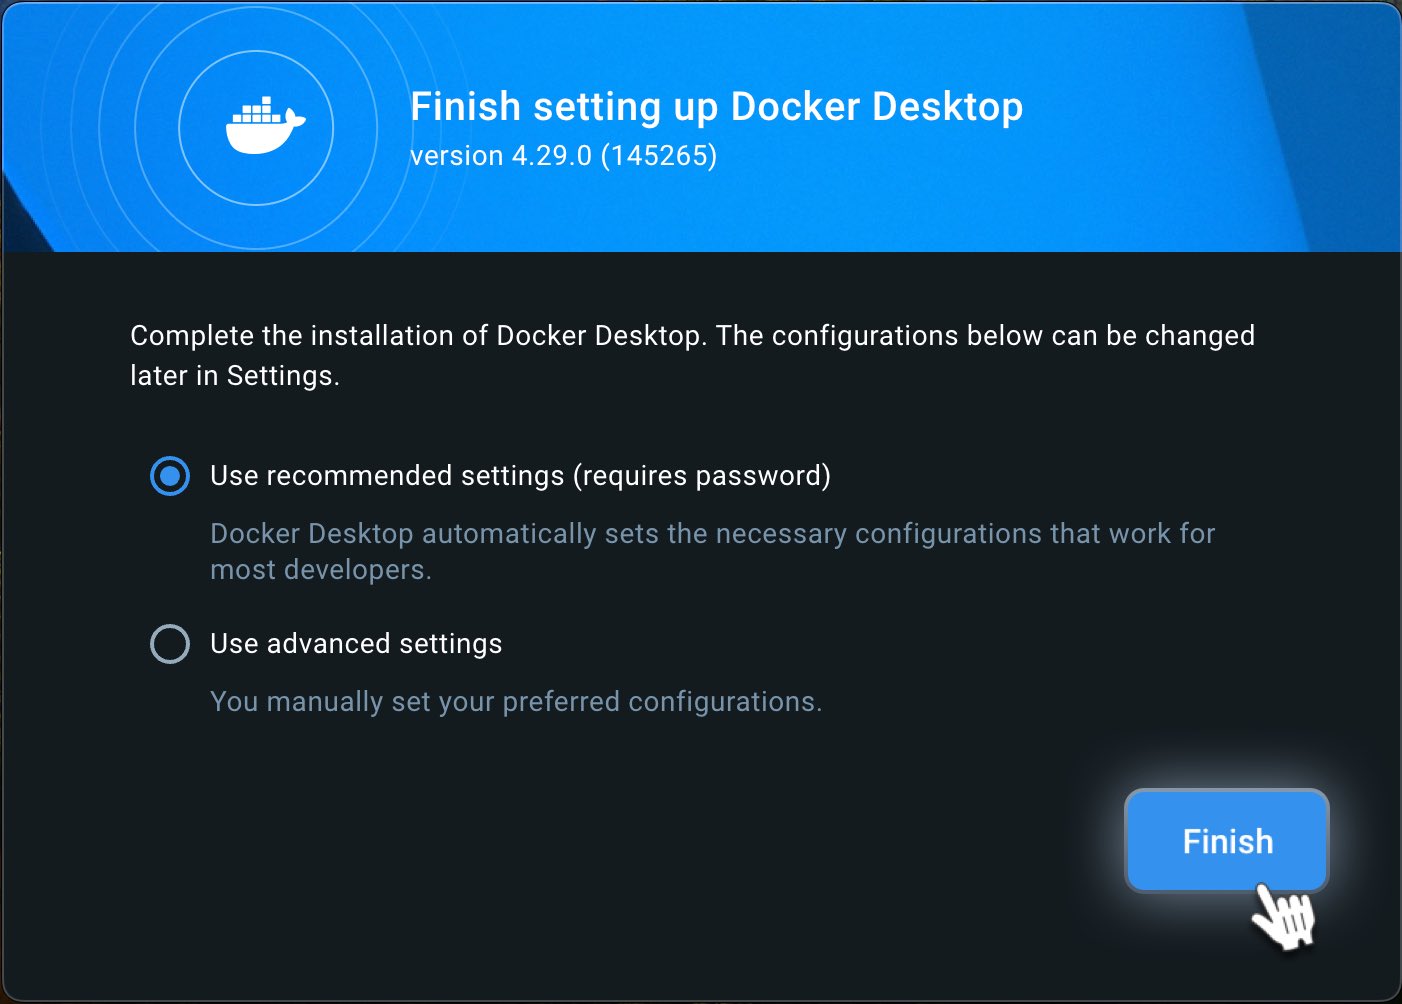 Finish setting up Docker Desktop
version 4.29.0 (145265)
Complete the installation of Docker Desktop. The configurations below can be changed
later in Settings.
Use recommended settings (requires password)
Docker Desktop automatically sets the necessary configurations that work for
most developers.
Use advanced settings
You manually set your preferred configurations.
Finish